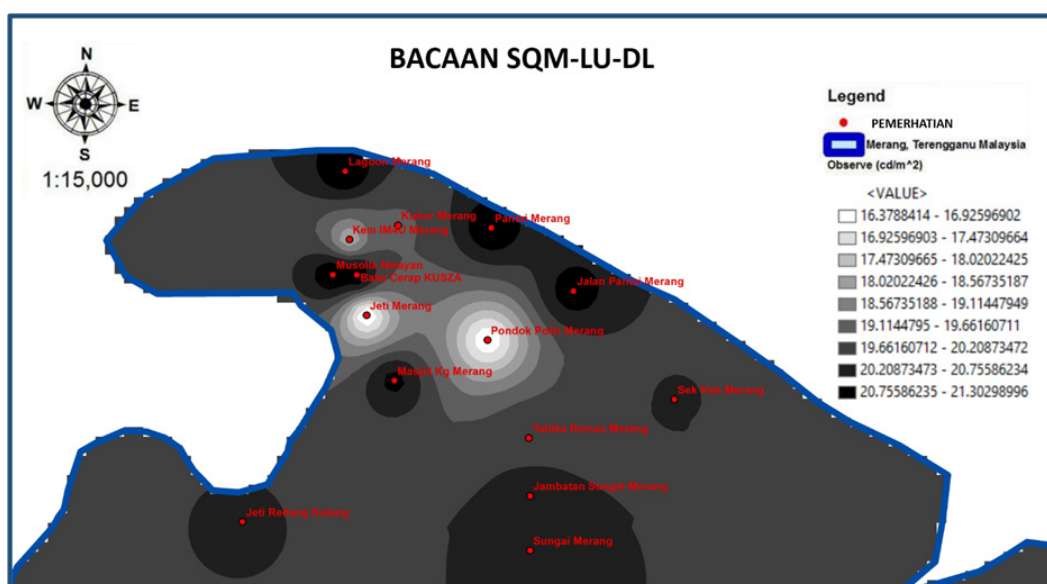 BACAAN SQM-LU-DL
N
W
E
S
1:15,000
Legend
PEMERHATIAN
Merang, Terengganu Malaysia
Observe (cd/m^2)
<VALUE>
16.3788414 - 16.92596902
16.92596903 - 17.47309664
17.47309665 - 18.02022425
18.02022426 - 18.56735187
18.56735188 - 19.11447949
19.1144795 - 19.66160711
19.66160712 - 20.20873472
20.20873473 - 20.75586234
20.75586235 - 21.30298996
Lagoon Merang
Kubur Merang
Pantai Merang
Kem IMAU Merang
Musolla Nelayan
Balai Cerap KUSZA
Jalan Pantai Merang
Jeti Merang
Pondok Polis Merang
Masjid Kg Merang
Sek Keb Merang
Tabika Kemau Merang
Jambatan Sungai Merang
Jeti Redang Kalang
Sungai Merang